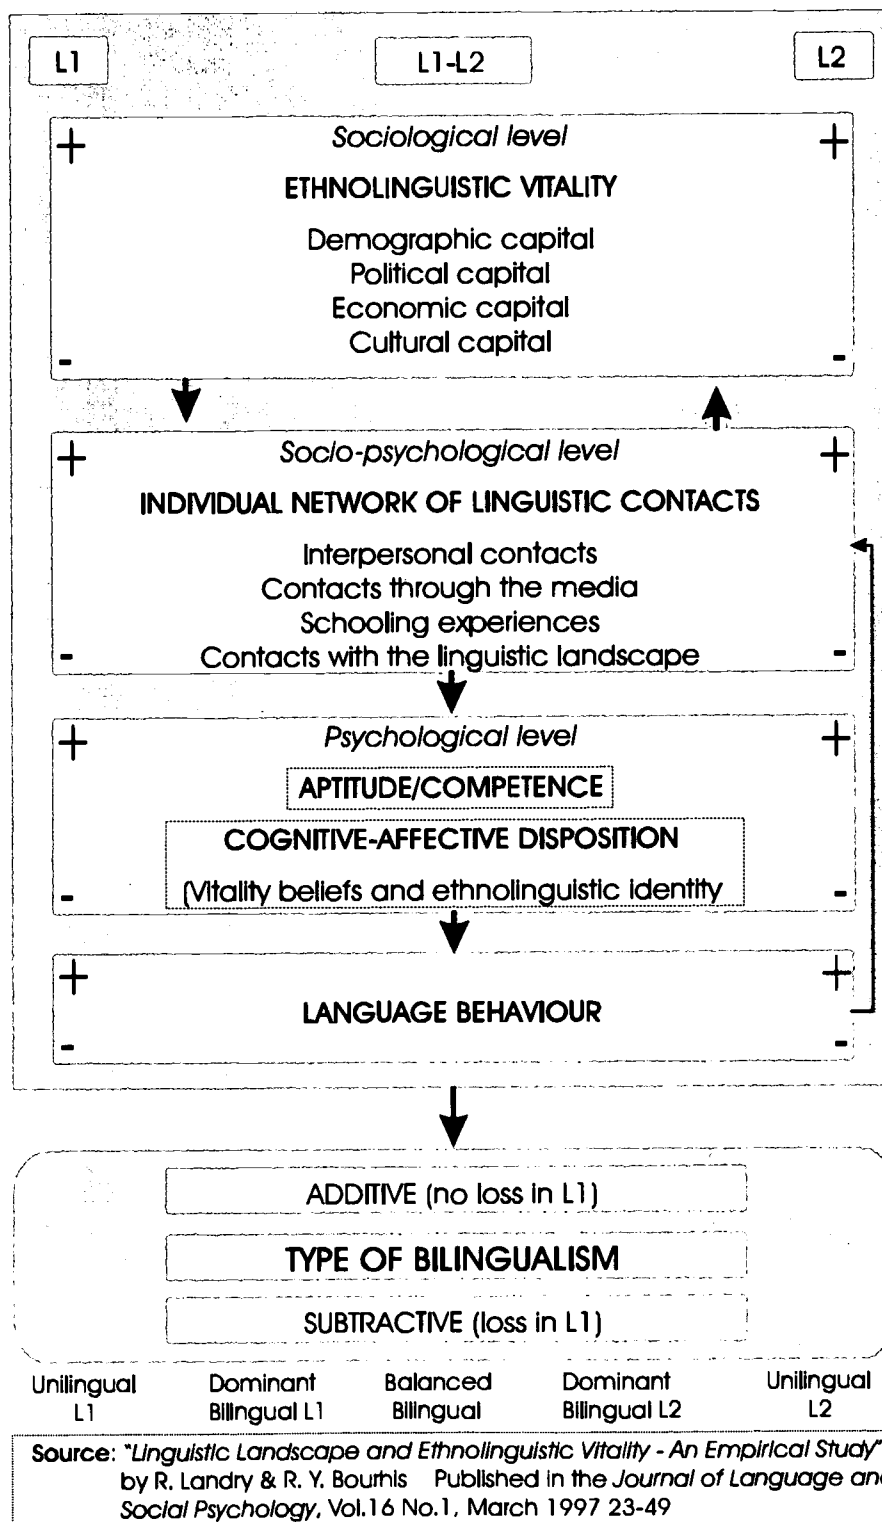 L1 L1-L2 L2
+ Sociological level +
ETHNOLINGUISTIC VITALITY
Demographic capital
Political capital
Economic capital
Cultural capital
- -
+ Socio-psychological level +
INDIVIDUAL NETWORK OF LINGUISTIC CONTACTS
Interpersonal contacts
Contacts through the media
Schooling experiences
- Contacts with the linguistic landscape -
+ Psychological level +
APTITUDE/COMPETENCE
COGNITIVE-AFFECTIVE DISPOSITION
- (Vitality beliefs and ethnolinguistic identity -
+ +
LANGUAGE BEHAVIOUR
- -
ADDITIVE (no loss in L1)
TYPE OF BILINGUALISM
SUBTRACTIVE (loss in L1)
Unilingual Dominant Balanced Dominant Unilingual
L1 Bilingual L1 Bilingual Bilingual L2 L2
Source: "Linguistic Landscape and Ethnolinguistic Vitality - An Empirical Study"
by R. Landry & R. Y. Bourhis Published in the Journal of Language and
Social Psychology, Vol.16 No.1, March 1997 23-49